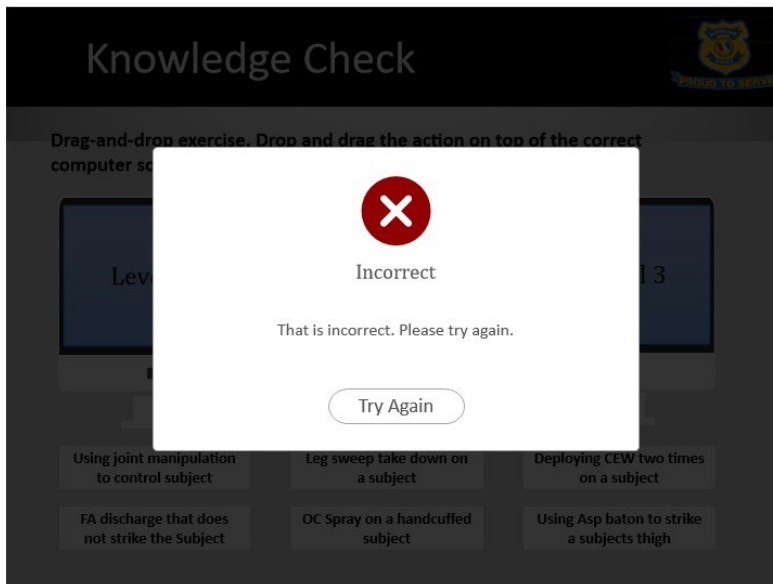 Knowledge Check
PROUD TO SERVE
Drag-and-drop exercise. Drop and drag the action on top of the correct
computer
Incorrect
That is incorrect. Please try again.
Try Again
3
Using joint manipulation
to control subject
Leg sweep take down on
a subject
Deploying CEW two times
on a subject
FA discharge that does
not strike the Subject
OC Spray on a handcuffed
subject
Using Asp baton to strike
a subjects thigh